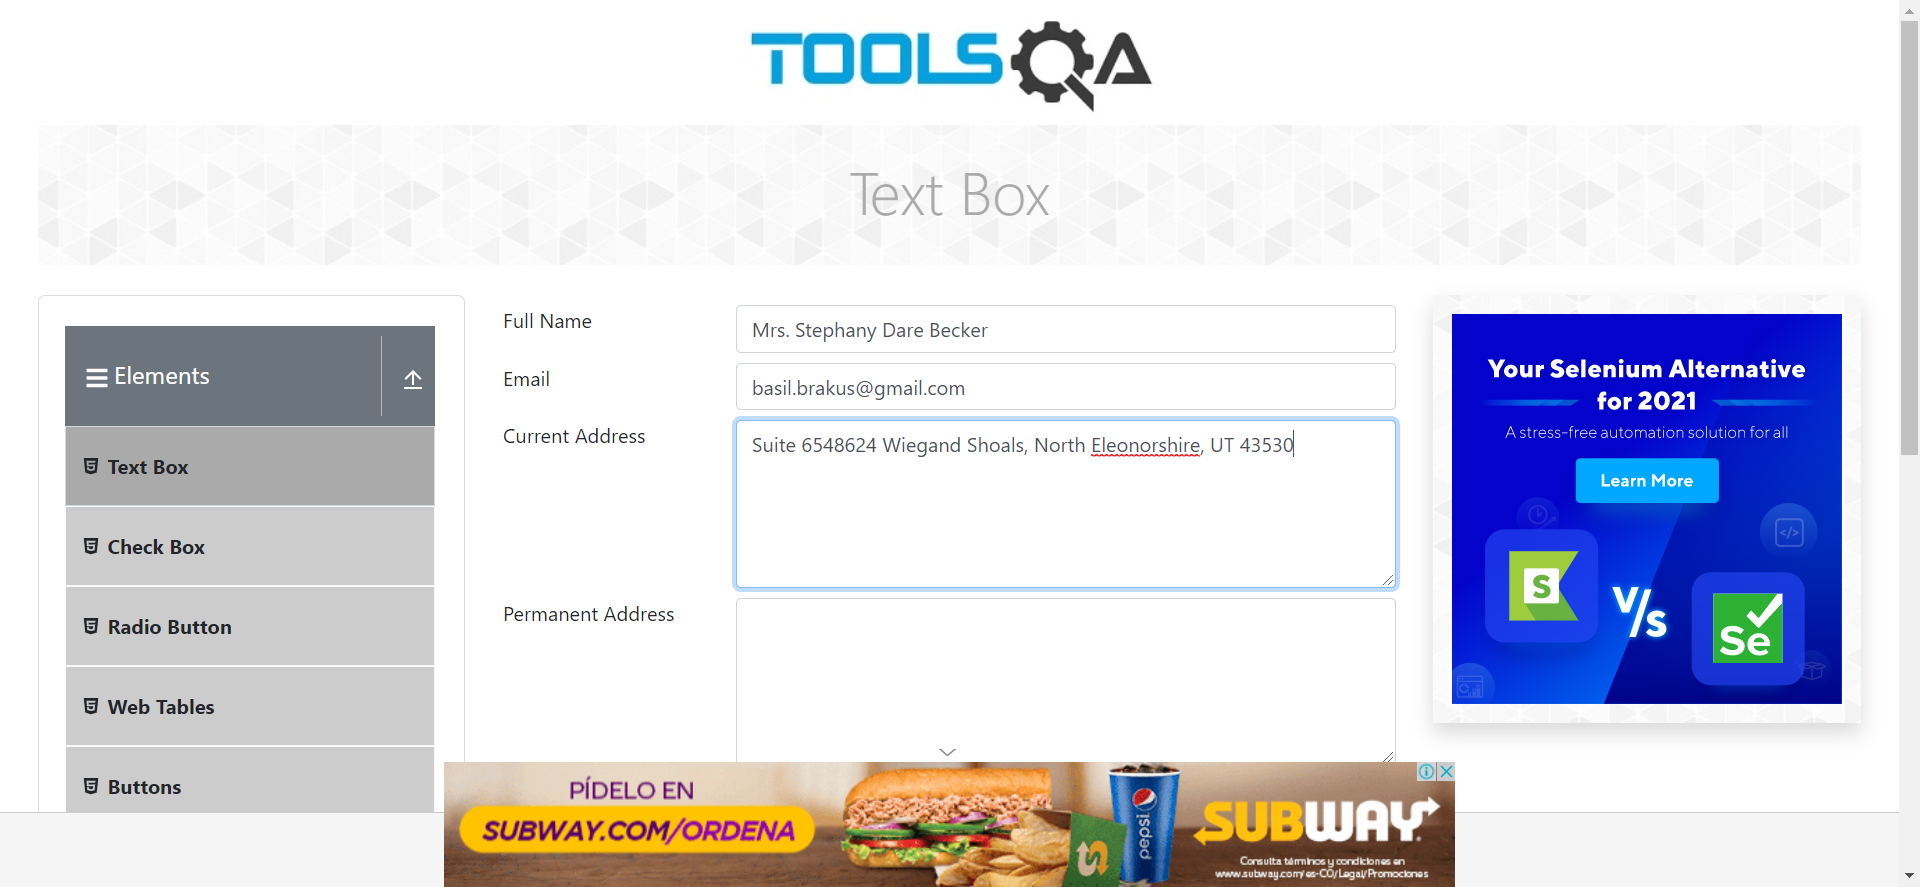 TOOLSQA
Text Box
Elements
Text Box
Check Box
Radio Button
Web Tables
Buttons
Full Name
Mrs. Stephany Dare Becker
Email
basil.brakus@gmail.com
Current Address
Suite 6548624 Wiegand Shoals, North Eleonorshire, UT 43530
Permanent Address
Your Selenium Alternative
for 2021
A stress-free automation solution for all
Learn More
S
V/S
Se
PÍDELO EN
SUBWAY.COM/ORDENA
pepsi
SUBWAY
Consulta términos y condiciones en
www.subway.com/es-CO/Legal/Promociones